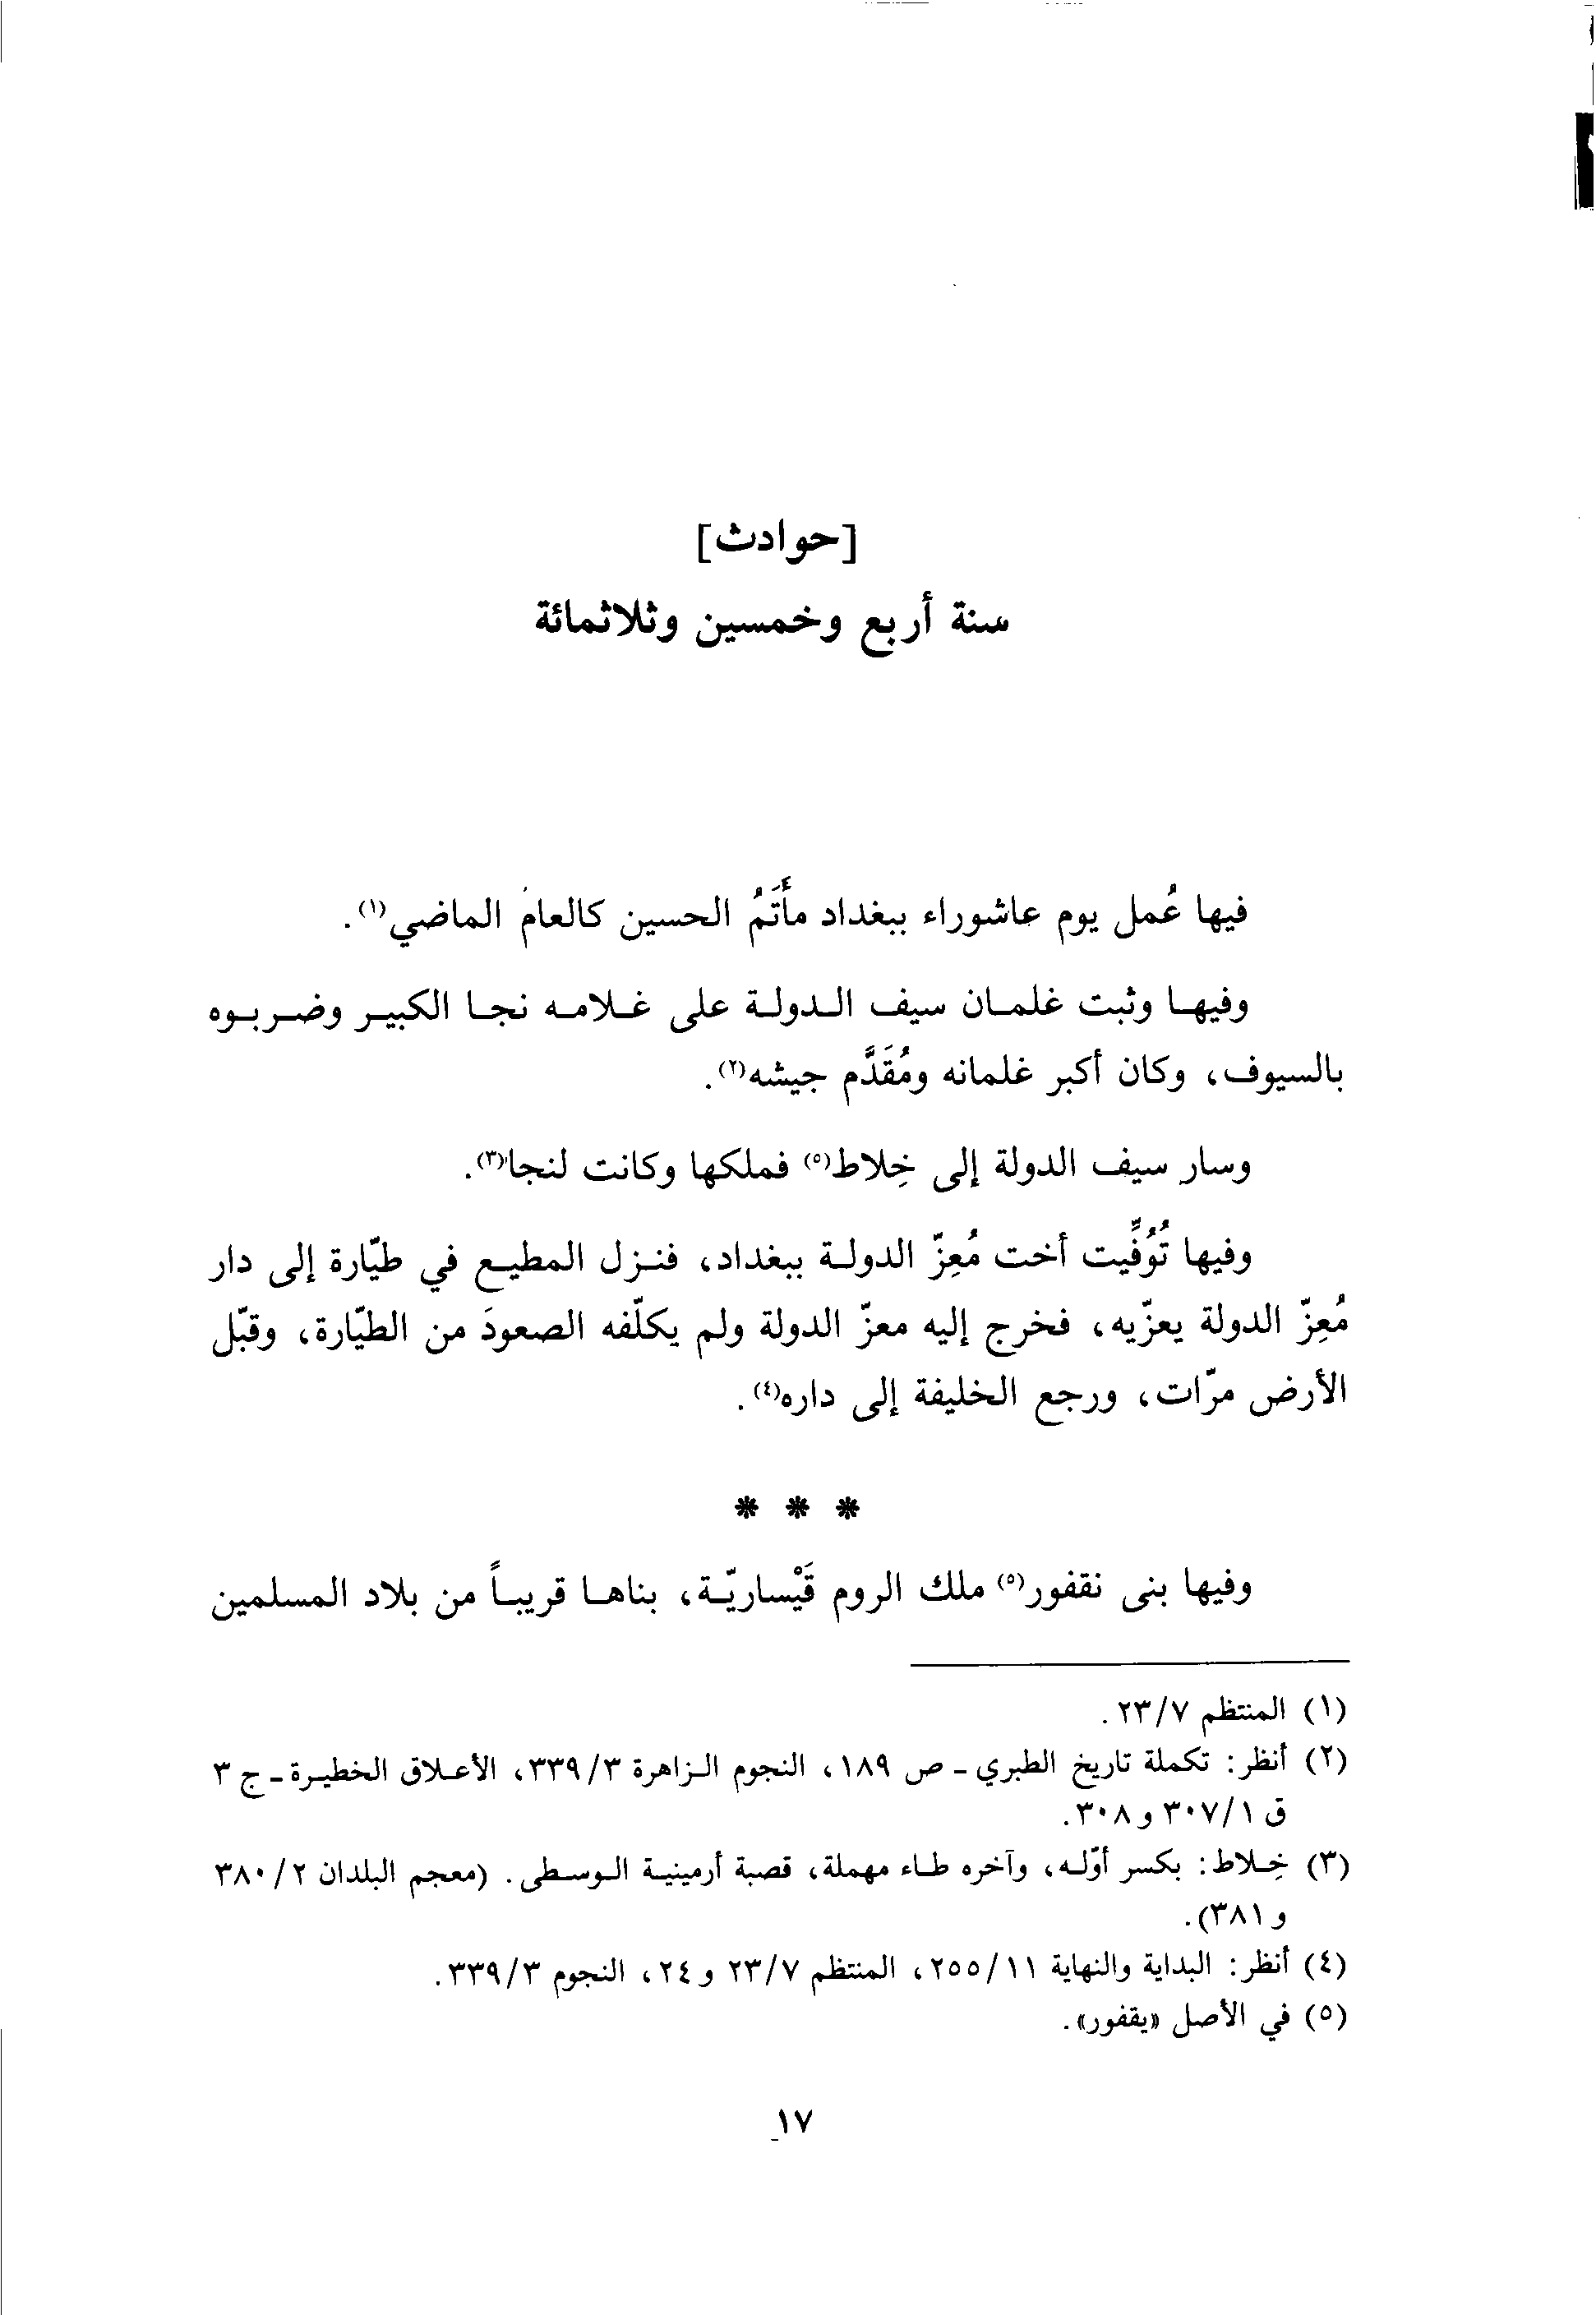 [حوادث]
سنة أربع وخمسين وثلاثمائة
فيها عُمل يوم عاشوراء ببغداد مأْتَمُ الحسين كالعام الماضي(١).
وفيها وثبت غلمان سيف الدولة على غلامه نجا الكبير وضربوه
بالسيوف، وكان أكبر غلمانه ومُقَدَّم جيشه(٢).
وسار سيف الدولة إلى خِلاط(٥) فملكها وكانت لنجا(٣).
وفيها تُوُفِّيت أخت مُعِزّ الدولة ببغداد، فنزل المطيع في طيّارة إلى دار
مُعِزّ الدولة يعزّيه، فخرج إليه معزّ الدولة ولم يكلّفه الصعودَ من الطيّارة، وقبّل
الأرض مرّات، ورجع الخليفة إلى داره(٤).
* * *
وفيها بنى نقفور(٥) ملك الروم قَيْساريّة، بناها قريباً من بلاد المسلمين
(١) المنتظم ٢٣/٧.
(٢) أنظر: تكملة تاريخ الطبري - ص ١٨٩، النجوم الزاهرة ٣٣٩/٣، الأعلاق الخطيرة - ج ٣
ق ٣٠٧/١ و ٣٠٨.
(٣) خِلاط: بكسر أوّله، وآخره طاء مهملة، قصبة أرمينية الوسطى. (معجم البلدان ٣٨٠/٢
و ٣٨١).
(٤) أنظر: البداية والنهاية ٢٥٥/١١، المنتظم ٢٣/٧ و ٢٤، النجوم ٣٣٩/٣.
(٥) في الأصل «يقفور».
١٧